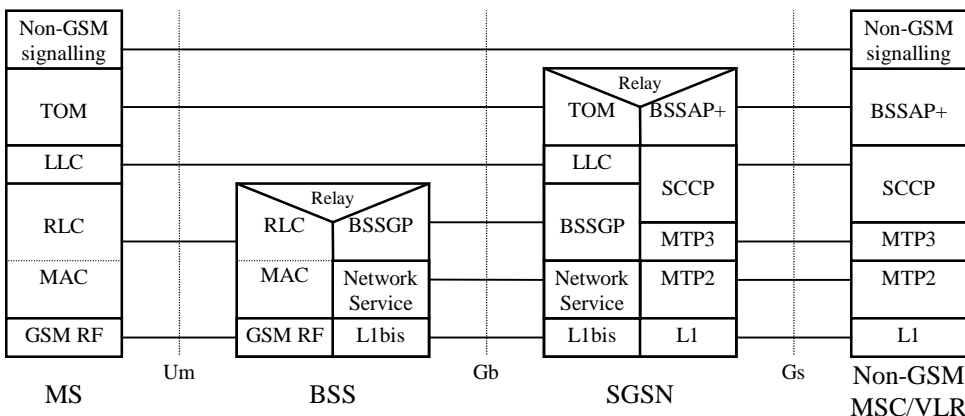 Non-GSM
signalling
Non-GSM
signalling
Relay
TOM
TOM
BSSAP+
BSSAP+
LLC
LLC
Relay
SCCP
SCCP
RLC
RLC
BSSGP
BSSGP
MTP3
MTP3
MAC
MAC
Network
Service
Network
Service
MTP2
MTP2
GSM RF
GSM RF
L1bis
L1bis
L1
L1
Um
Gb
Gs
MS
BSS
SGSN
Non-GSM
MSC/VLR